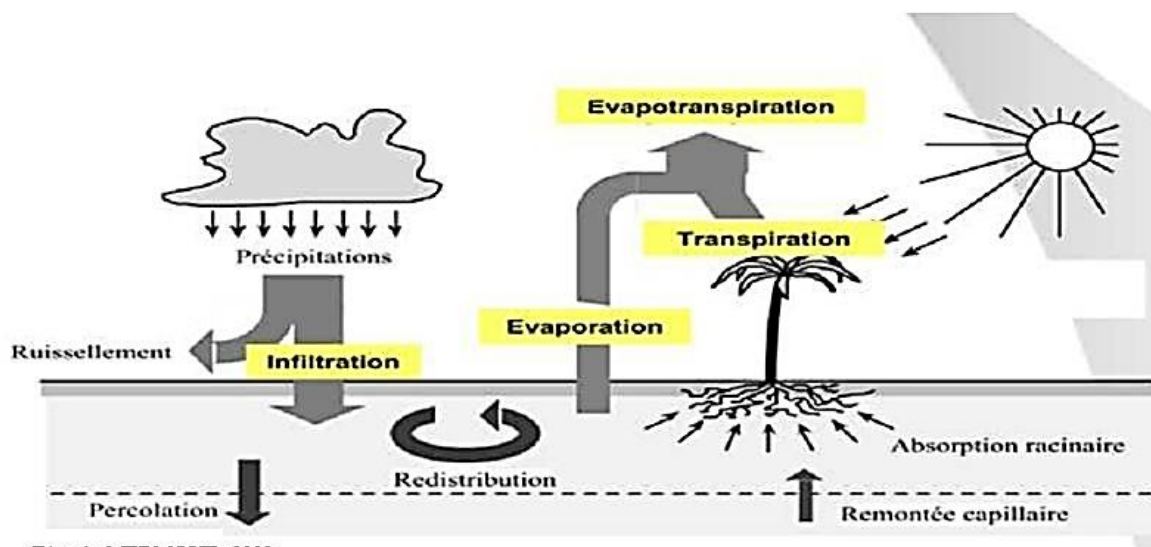 Evapotranspiration
Précipitations
Transpiration
Evaporation
Ruissellement
Infiltration
Absorption racinaire
Redistribution
Percolation
Remontée capillaire